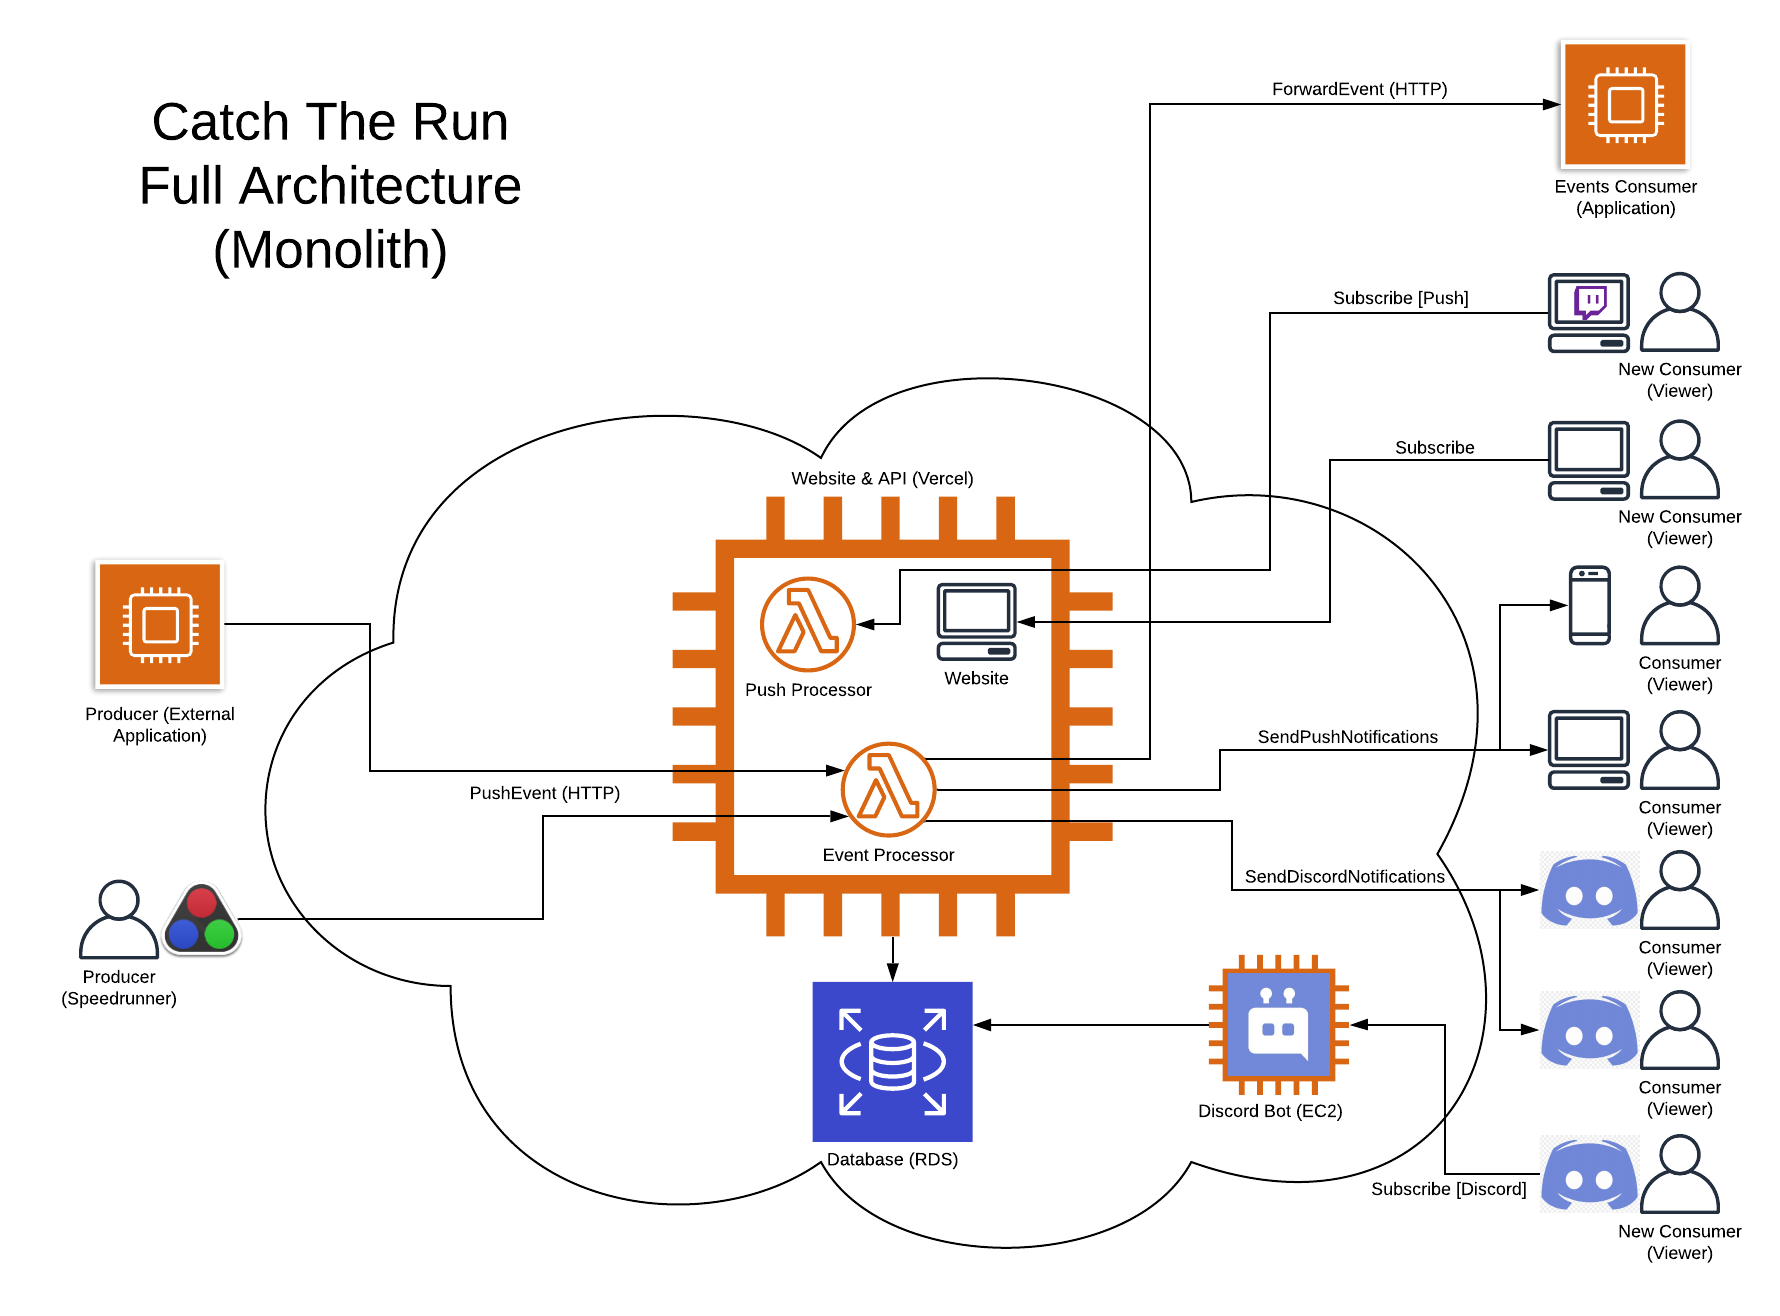 Catch The Run
Full Architecture
(Monolith)
ForwardEvent (HTTP)
Events Consumer
(Application)
Subscribe [Push]
New Consumer
(Viewer)
Subscribe
New Consumer
(Viewer)
Website & API (Vercel)
Push Processor
Website
Consumer
(Viewer)
Producer (External
Application)
SendPushNotifications
Consumer
(Viewer)
PushEvent (HTTP)
Event Processor
SendDiscordNotifications
Consumer
(Viewer)
Producer
(Speedrunner)
Consumer
(Viewer)
Discord Bot (EC2)
Database (RDS)
Subscribe [Discord]
New Consumer
(Viewer)